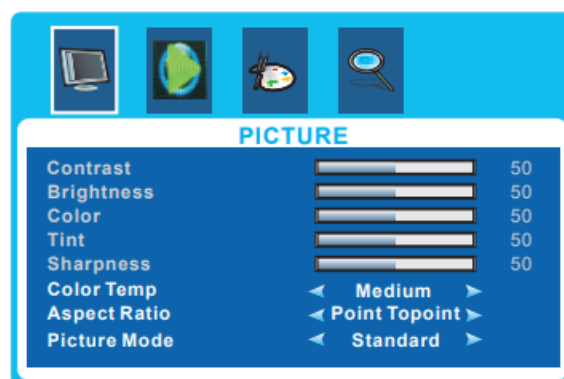 PICTURE
Contrast 50
Brightness 50
Color 50
Tint 50
Sharpness 50
Color Temp Medium
Aspect Ratio Point Topoint
Picture Mode Standard